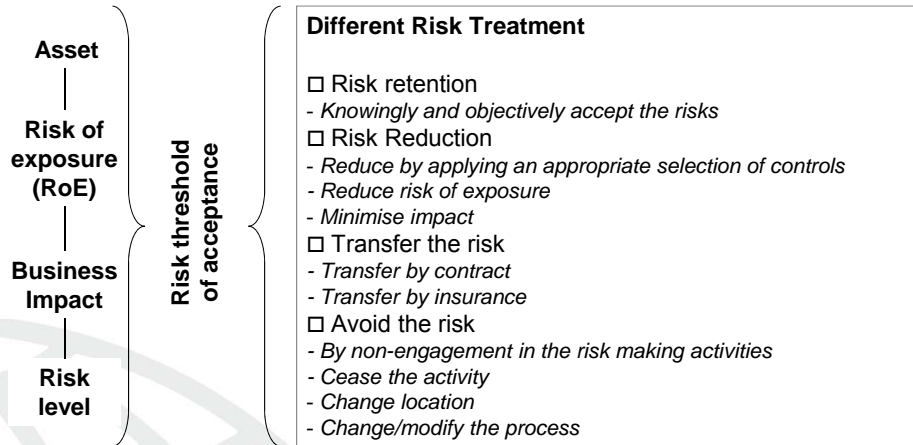 Asset
Risk of
exposure
(RoE)
Business
Impact
Risk
level
Risk threshold
of acceptance
Different Risk Treatment
□ Risk retention
- Knowingly and objectively accept the risks
□ Risk Reduction
- Reduce by applying an appropriate selection of controls
- Reduce risk of exposure
- Minimise impact
□ Transfer the risk
- Transfer by contract
- Transfer by insurance
□ Avoid the risk
- By non-engagement in the risk making activities
- Cease the activity
- Change location
- Change/modify the process